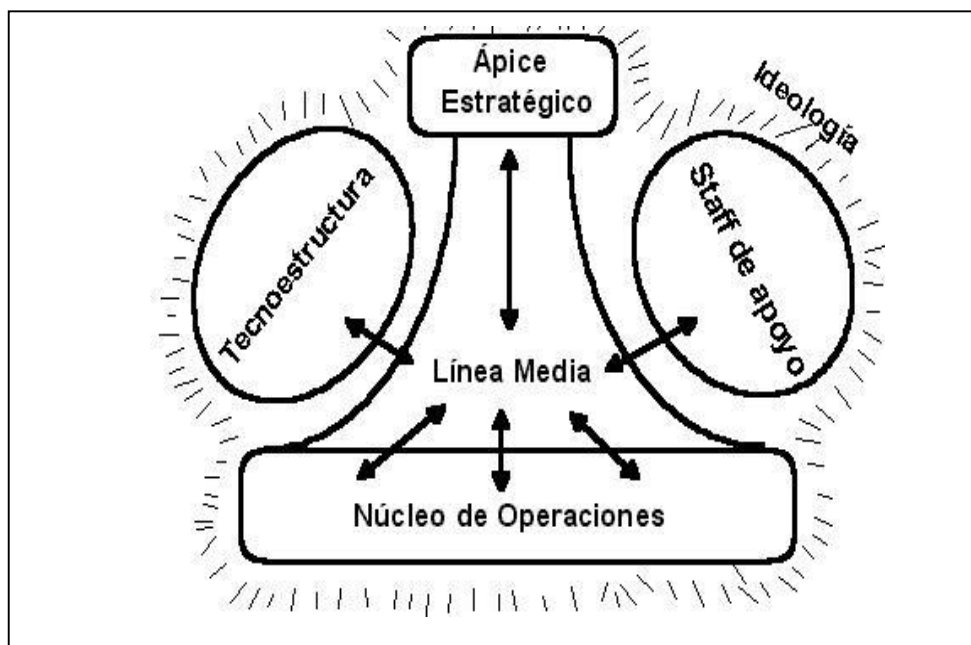 Ápice
Estratégico
Ideología
Tecnoestructura
Staff de apoyo
Línea Media
Núcleo de Operaciones